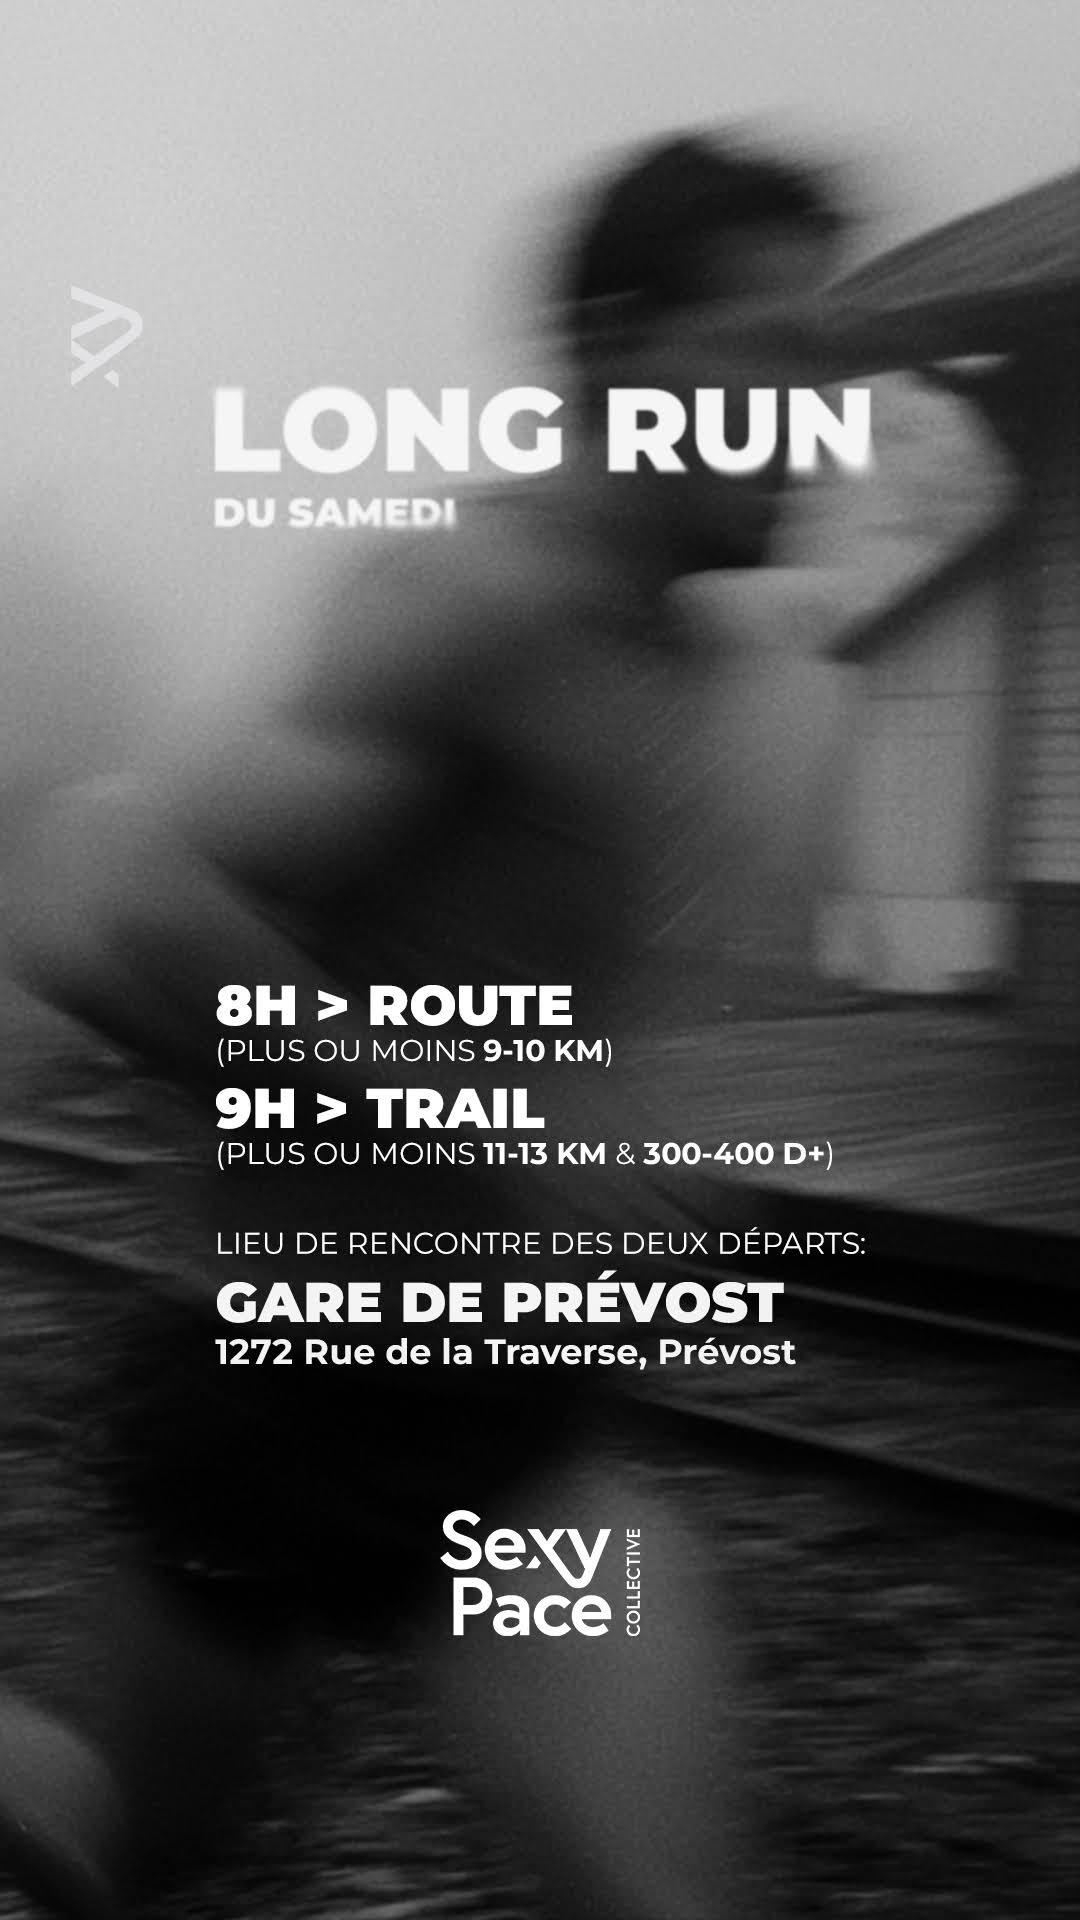 LONG RUN
DU SAMEDI
8H > ROUTE
(PLUS OU MOINS 9-10 KM)
9H > TRAIL
(PLUS OU MOINS 11-13 KM & 300-400 D+)
LIEU DE RENCONTRE DES DEUX DÉPARTS:
GARE DE PRÉVOST
1272 Rue de la Traverse, Prévost
Sexy
Pace
COLLECTIVE